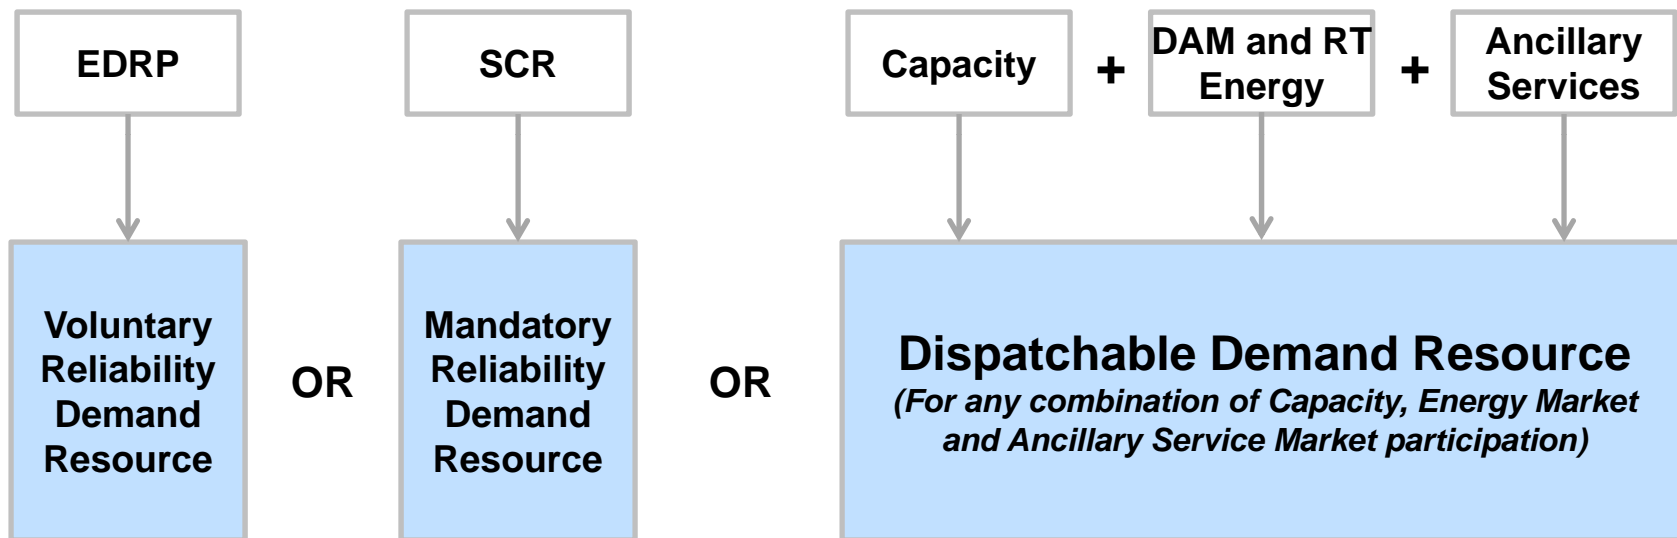 EDRP
SCR
Capacity
+
DAM and RT
Energy
+
Ancillary
Services
Voluntary
Reliability
Demand
Resource
OR
Mandatory
Reliability
Demand
Resource
OR
Dispatchable Demand Resource
(For any combination of Capacity, Energy Market
and Ancillary Service Market participation)